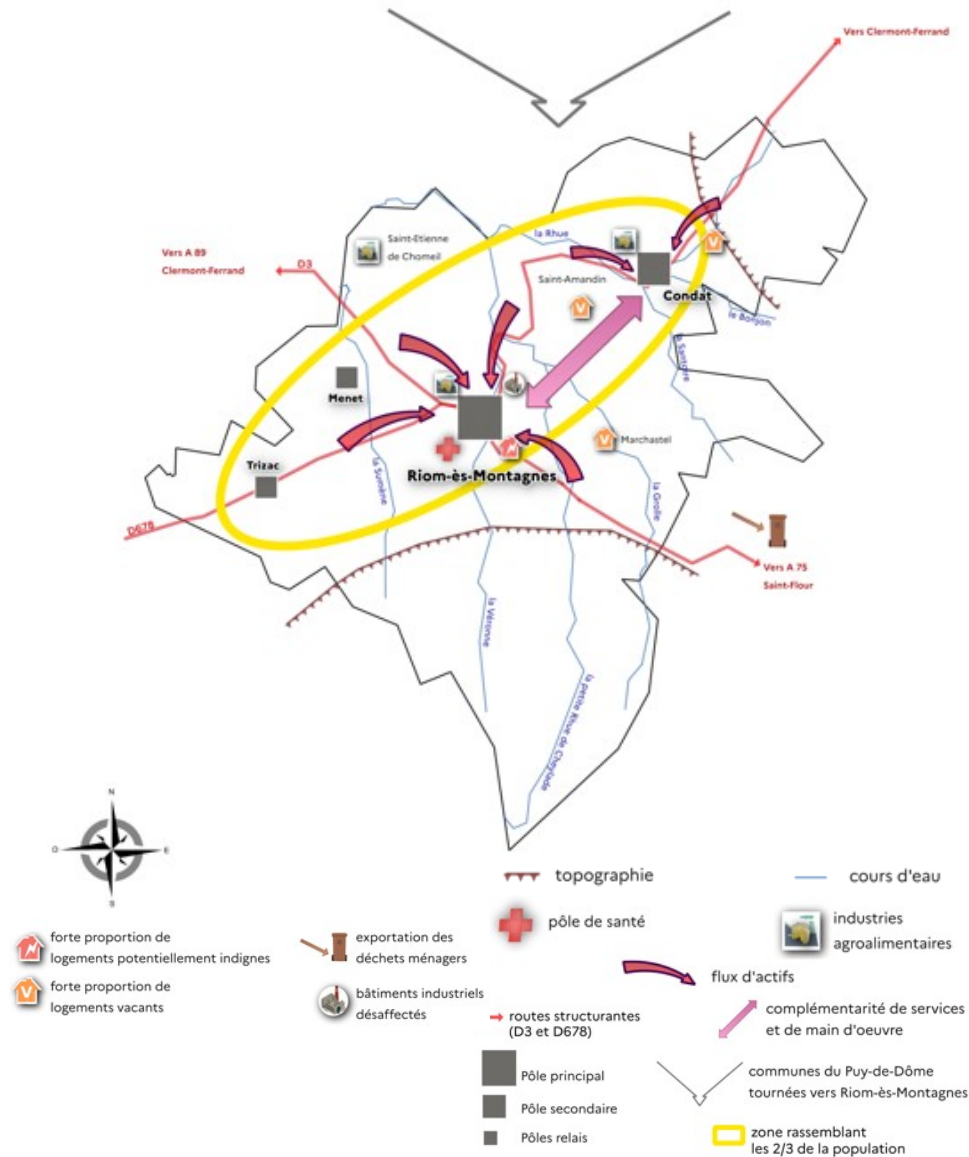 Vers Clermont-Ferrand
la Rhue
Saint-Etienne
de Chomeil
Vers A 89
Clermont-Ferrand
D3
Saint-Amandin
Condat
le Bonjon
la Santoire
Menet
Marchastel
Trizac
la Sumène
Riom-ès-Montagnes
la Grolle
D678
Vers A 75
Saint-Flour
la Véronne
la petite Rhue de Cheylade
N
O
E
S
topographie
cours d'eau
pôle de santé
industries
agroalimentaires
forte proportion de
logements potentiellement indignes
exportation des
déchets ménagers
flux d'actifs
V
forte proportion de
logements vacants
bâtiments industriels
désaffectés
routes structurantes
(D3 et D678)
complémentarité de services
et de main d'oeuvre
Pôle principal
communes du Puy-de-Dôme
tournées vers Riom-ès-Montagnes
Pôle secondaire
Pôles relais
zone rassemblant
les 2/3 de la population